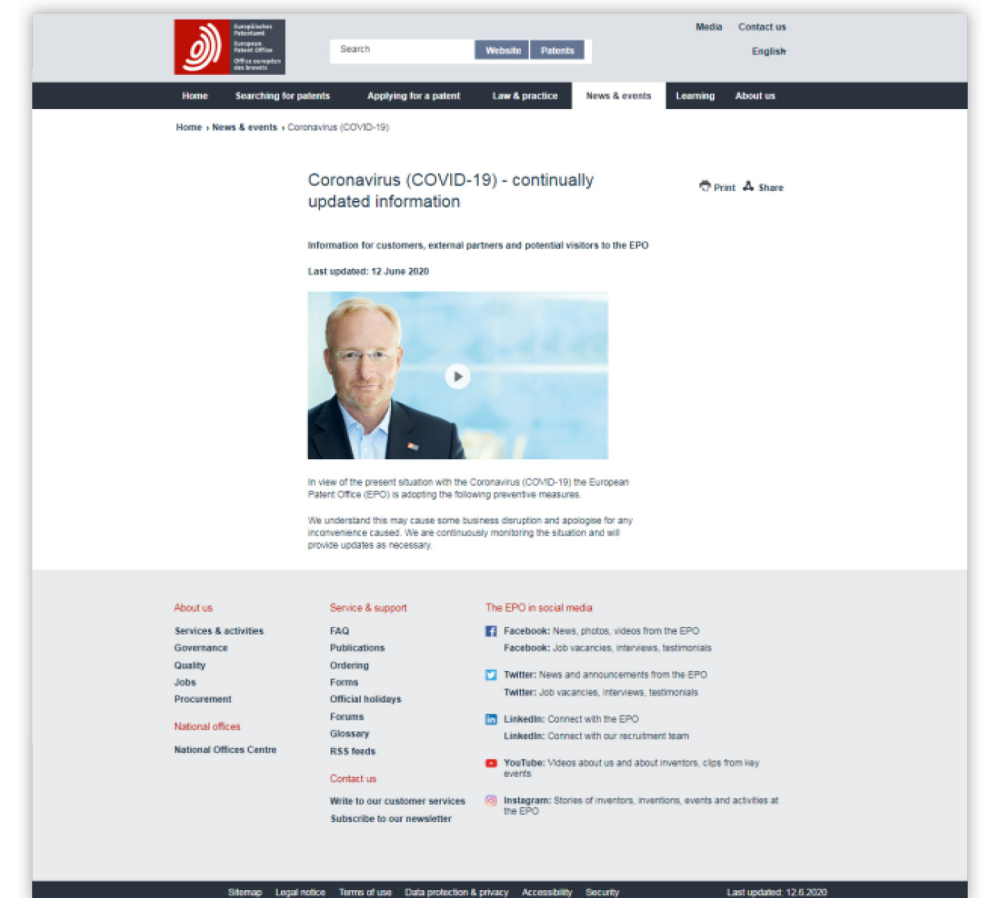 Europäisches
Patentamt
European
Patent Office
Office européen
des brevets
Media Contact us
Search Website Patents
English
Home Searching for patents Applying for a patent Law & practice News & events Learning About us
Home › News & events › Coronavirus (COVID-19)
Coronavirus (COVID-19) - continually
updated information
Print Share
Information for customers, external partners and potential visitors to the EPO
Last updated: 12 June 2020
In view of the present situation with the Coronavirus (COVID-19) the European
Patent Office (EPO) is adopting the following preventive measures.
We understand this may cause some business disruption and apologise for any
inconvenience caused. We are continuously monitoring the situation and will
provide updates as necessary.
About us
Services & activities
Governance
Quality
Jobs
Procurement
National offices
National Offices Centre
Service & support
FAQ
Publications
Ordering
Forms
Official holidays
Forums
Glossary
RSS feeds
Contact us
Write to our customer services
Subscribe to our newsletter
The EPO in social media
Facebook: News, photos, videos from the EPO
Facebook: Job vacancies, interviews, testimonials
Twitter: News and announcements from the EPO
Twitter: Job vacancies, interviews, testimonials
LinkedIn: Connect with the EPO
LinkedIn: Connect with our recruitment team
YouTube: Videos about us and about inventors, clips from key
events
Instagram: Stories of inventors, inventions, events and activities at
the EPO
Sitemap Legal notice Terms of use Data protection & privacy Accessibility Security Last updated: 12.6.2020